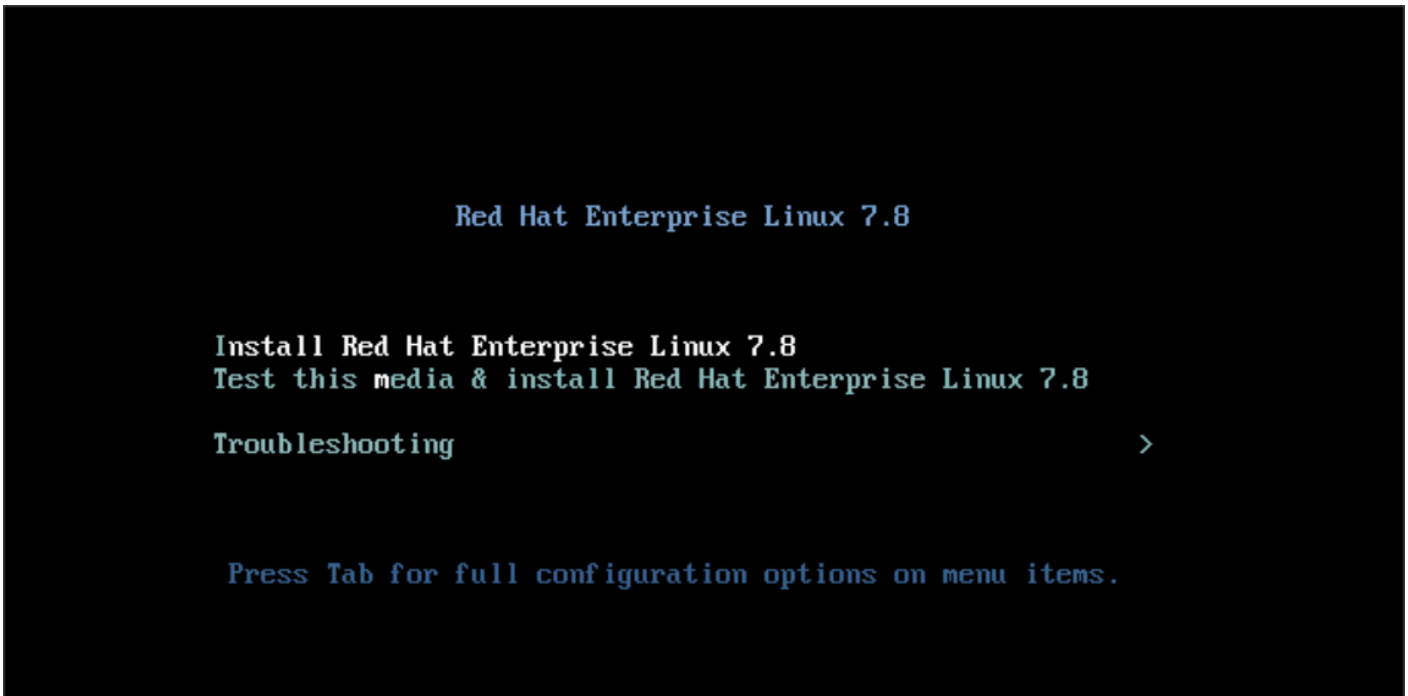 Red Hat Enterprise Linux 7.8
Install Red Hat Enterprise Linux 7.8
Test this media & install Red Hat Enterprise Linux 7.8
Troubleshooting >
Press Tab for full configuration options on menu items.